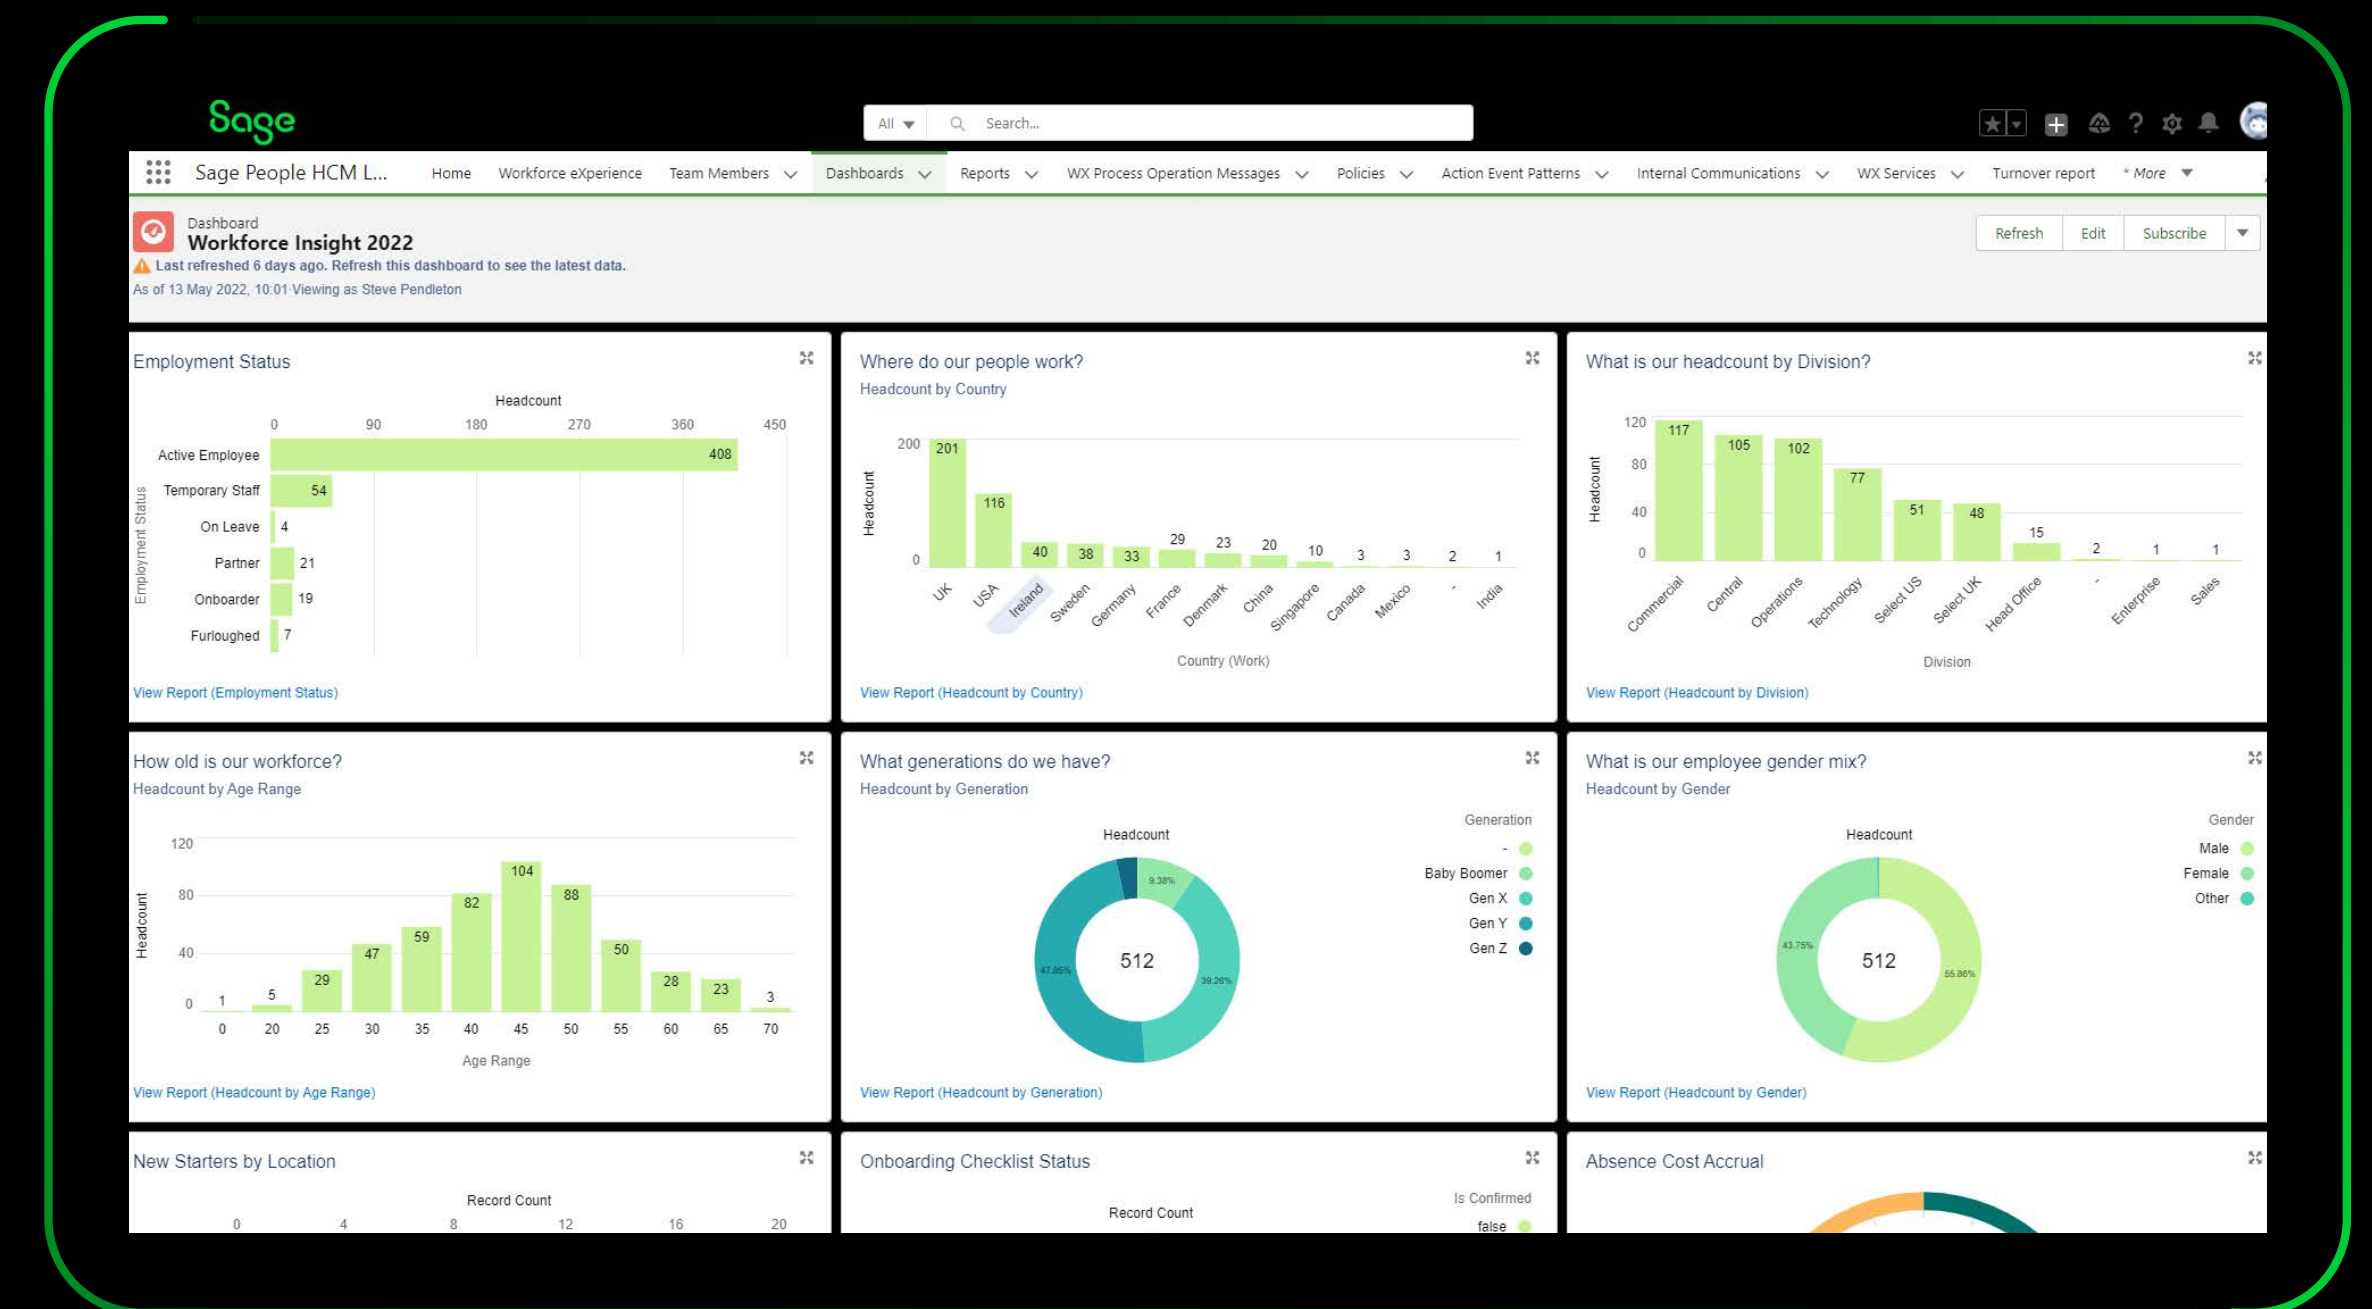 Sage
All
Search...
Sage People HCM L...
Home
Workforce eXperience
Team Members
Dashboards
Reports
WX Process Operation Messages
Policies
Action Event Patterns
Internal Communications
WX Services
Turnover report
* More
Dashboard
Workforce Insight 2022
Last refreshed 6 days ago. Refresh this dashboard to see the latest data.
As of 13 May 2022, 10:01·Viewing as Steve Pendleton
Refresh
Edit
Subscribe
Employment Status
Headcount
0 90 180 270 360 450
Employment Status
Active Employee 408
Temporary Staff 54
On Leave 4
Partner 21
Onboarder 19
Furloughed 7
View Report (Employment Status)
Where do our people work?
Headcount by Country
Headcount
200
0
201 116 40 38 33 29 23 20 10 3 3 2 1
UK USA Ireland Sweden Germany France Denmark China Singapore Canada Mexico - India
Country (Work)
View Report (Headcount by Country)
What is our headcount by Division?
Headcount
120
80
40
0
117 105 102 77 51 48 15 2 1 1
Commercial Central Operations Technology Select US Select UK Head Office - Enterprise Sales
Division
View Report (Headcount by Division)
How old is our workforce?
Headcount by Age Range
Headcount
120
80
40
0
1 5 29 47 59 82 104 88 50 28 23 3
0 20 25 30 35 40 45 50 55 60 65 70
Age Range
View Report (Headcount by Age Range)
What generations do we have?
Headcount by Generation
Headcount
9.38%
39.26%
47.85%
512
Generation
-
Baby Boomer
Gen X
Gen Y
Gen Z
View Report (Headcount by Generation)
What is our employee gender mix?
Headcount by Gender
Headcount
43.75%
55.86%
512
Gender
Male
Female
Other
View Report (Headcount by Gender)
New Starters by Location
Record Count
0 4 8 12 16 20
Onboarding Checklist Status
Record Count
Is Confirmed
false
Absence Cost Accrual